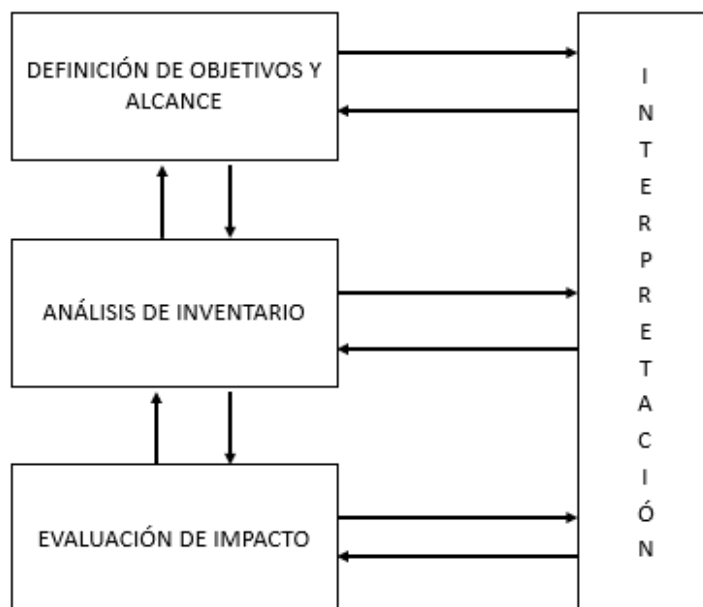 DEFINICIÓN DE OBJETIVOS Y
ALCANCE
ANÁLISIS DE INVENTARIO
EVALUACIÓN DE IMPACTO
I
N
T
E
R
P
R
E
T
A
C
I
Ó
N